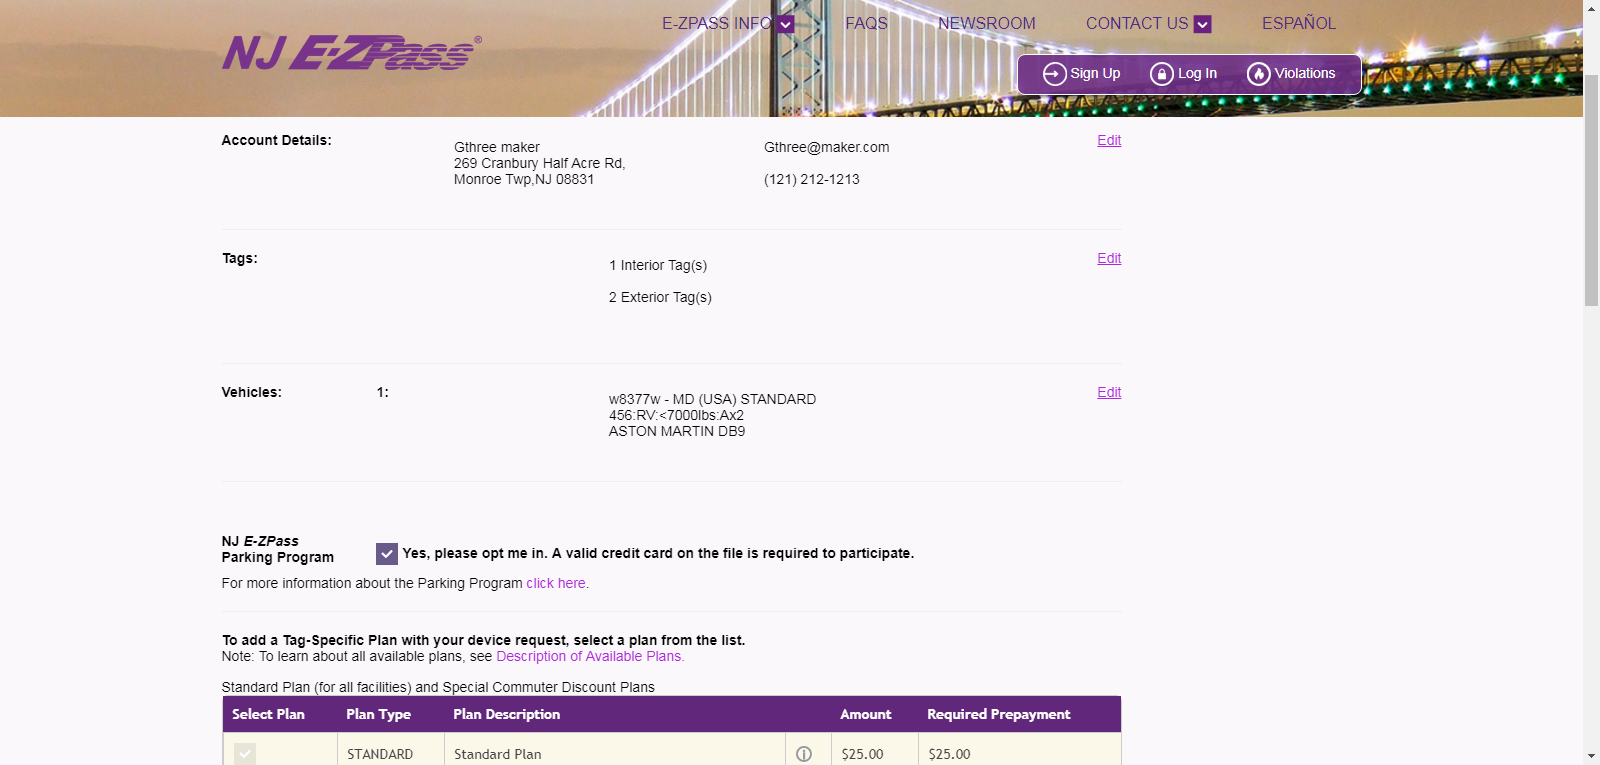 E-ZPASS INFO
FAQS
NEWSROOM
CONTACT US
ESPAÑOL
NJ E-ZPass®
Sign Up
Log In
Violations
Account Details:
Gthree maker
269 Cranbury Half Acre Rd,
Monroe Twp,NJ 08831
Gthree@maker.com
(121) 212-1213
Edit
Tags:
1 Interior Tag(s)
2 Exterior Tag(s)
Edit
Vehicles:
1:
w8377w - MD (USA) STANDARD
456:RV:<7000lbs:Ax2
ASTON MARTIN DB9
Edit
NJ E-ZPass
Parking Program
Yes, please opt me in. A valid credit card on the file is required to participate.
For more information about the Parking Program click here.
To add a Tag-Specific Plan with your device request, select a plan from the list.
Note: To learn about all available plans, see Description of Available Plans.
Standard Plan (for all facilities) and Special Commuter Discount Plans
Select Plan Plan Type Plan Description Amount Required Prepayment
STANDARD Standard Plan $25.00 $25.00